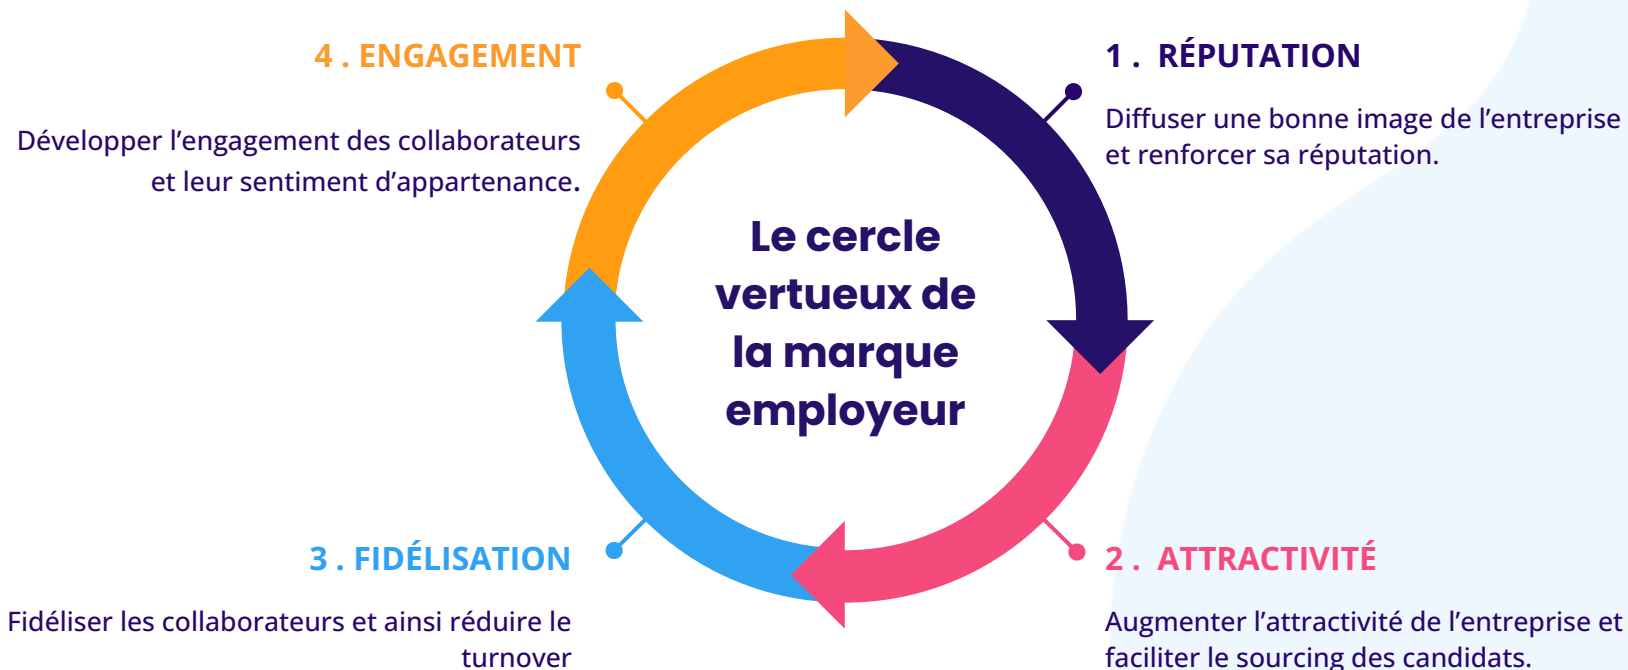 4 . ENGAGEMENT
Développer l’engagement des collaborateurs
et leur sentiment d’appartenance.
1 . RÉPUTATION
Diffuser une bonne image de l’entreprise
et renforcer sa réputation.
Le cercle
vertueux de
la marque
employeur
3 . FIDÉLISATION
Fidéliser les collaborateurs et ainsi réduire le
turnover
2 . ATTRACTIVITÉ
Augmenter l’attractivité de l’entreprise et
faciliter le sourcing des candidats.